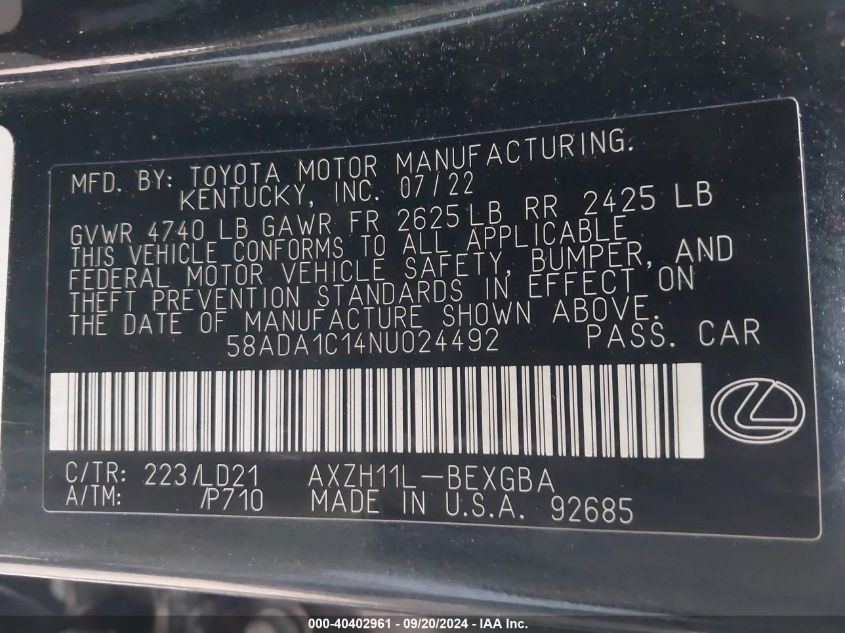 MFD. BY: TOYOTA MOTOR MANUFACTURING.
KENTUCKY, INC. 07/22
GVWR 4740 LB GAWR FR 2625 LB RR 2425 LB
THIS VEHICLE CONFORMS TO ALL APPLICABLE
FEDERAL MOTOR VEHICLE SAFETY, BUMPER, AND
THEFT PREVENTION STANDARDS IN EFFECT ON
THE DATE OF MANUFACTURE SHOWN ABOVE.
58ADA1C14NU024492 PASS. CAR
C/TR: 223/LD21 AXZH11L-BEXGBA
A/TM: /P710 MADE IN U.S.A. 92685
000-40402961 - 09/20/2024 - IAA Inc.